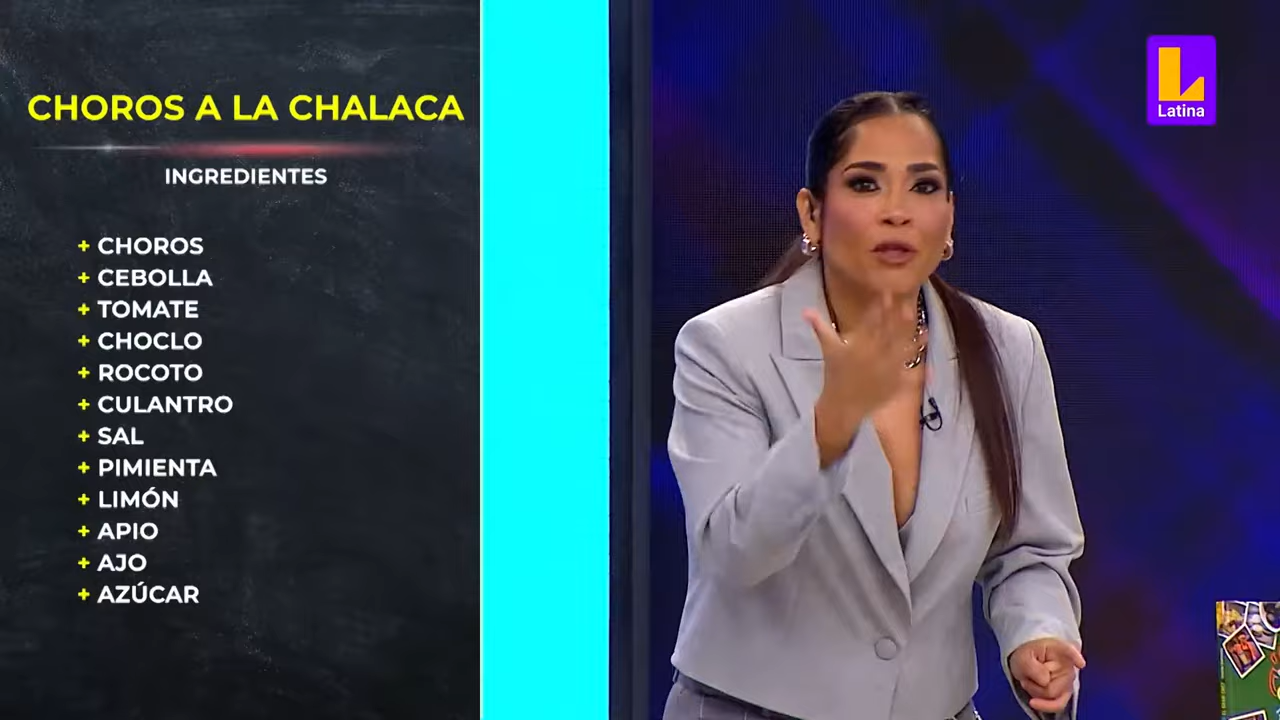 CHOROS A LA CHALACA
INGREDIENTES
+ CHOROS
+ CEBOLLA
+ TOMATE
+ CHOCLO
+ ROCOTO
+ CULANTRO
+ SAL
+ PIMIENTA
+ LIMÓN
+ APIO
+ AJO
+ AZÚCAR
Latina